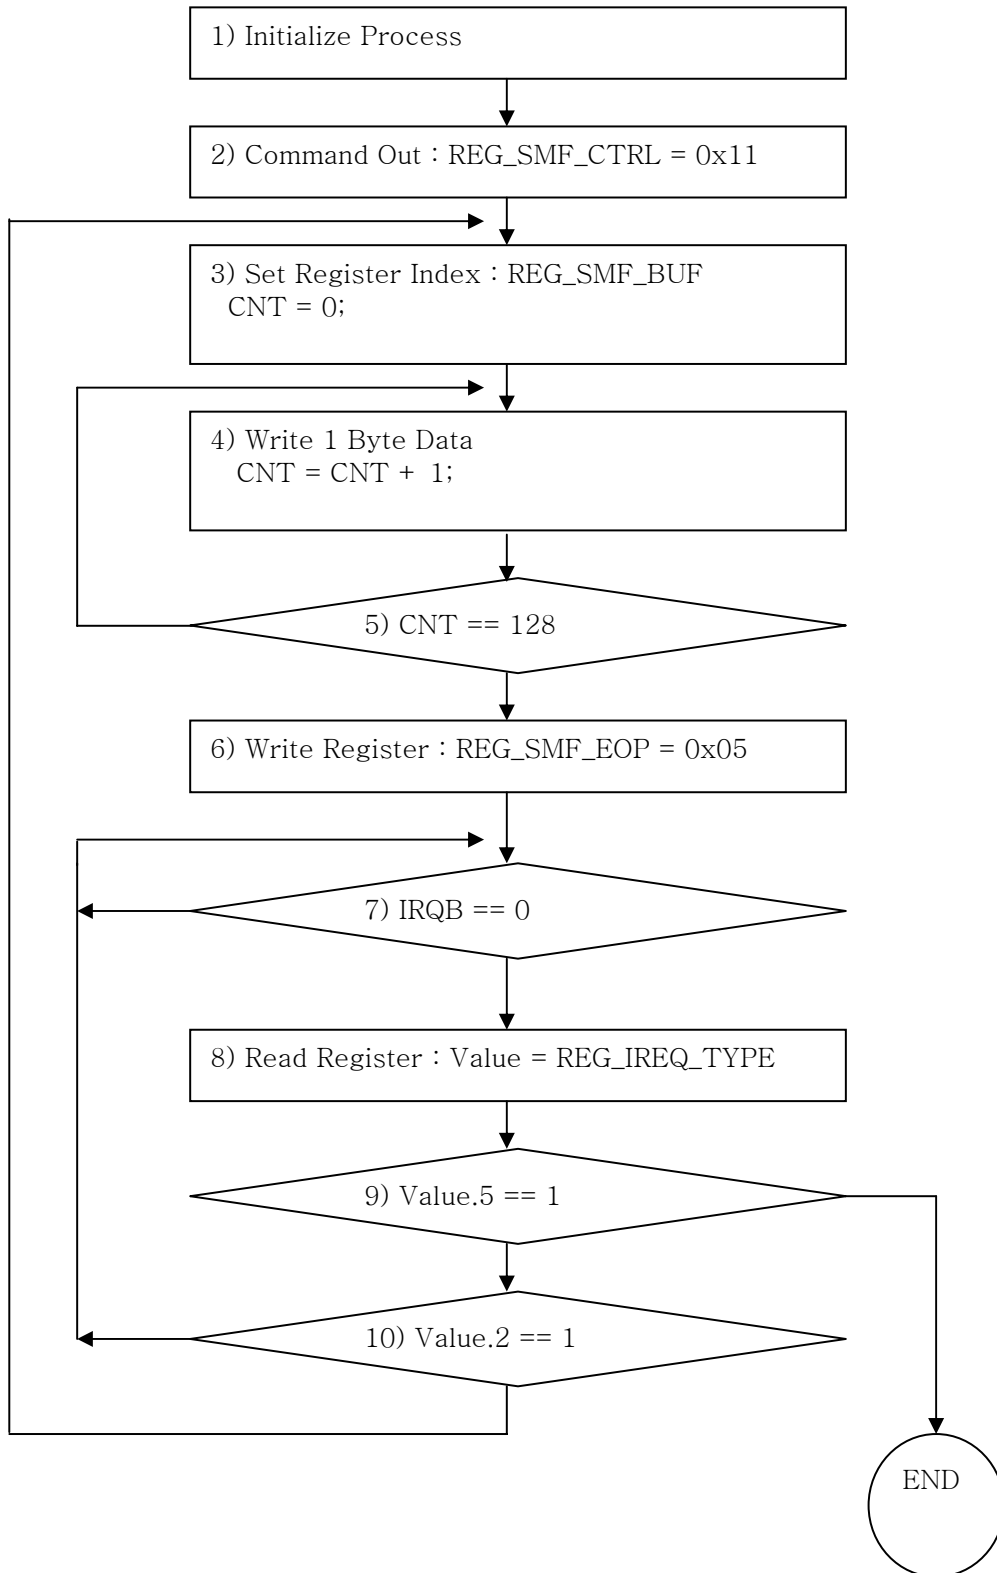 1) Initialize Process
2) Command Out : REG_SMF_CTRL = 0x11
3) Set Register Index : REG_SMF_BUF
CNT = 0;
4) Write 1 Byte Data
CNT = CNT + 1;
5) CNT == 128
6) Write Register : REG_SMF_EOP = 0x05
7) IRQB == 0
8) Read Register : Value = REG_IREQ_TYPE
9) Value.5 == 1
10) Value.2 == 1
END